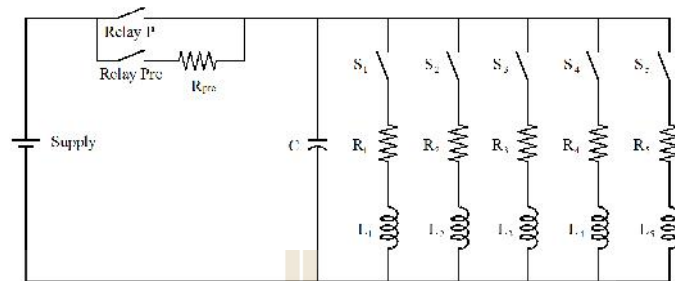 Relay P
Relay Pre
Rpre
Supply
C
S1
S2
S3
S4
S5
R1
R2
R3
R4
R5
L1
L2
L3
L4
L5